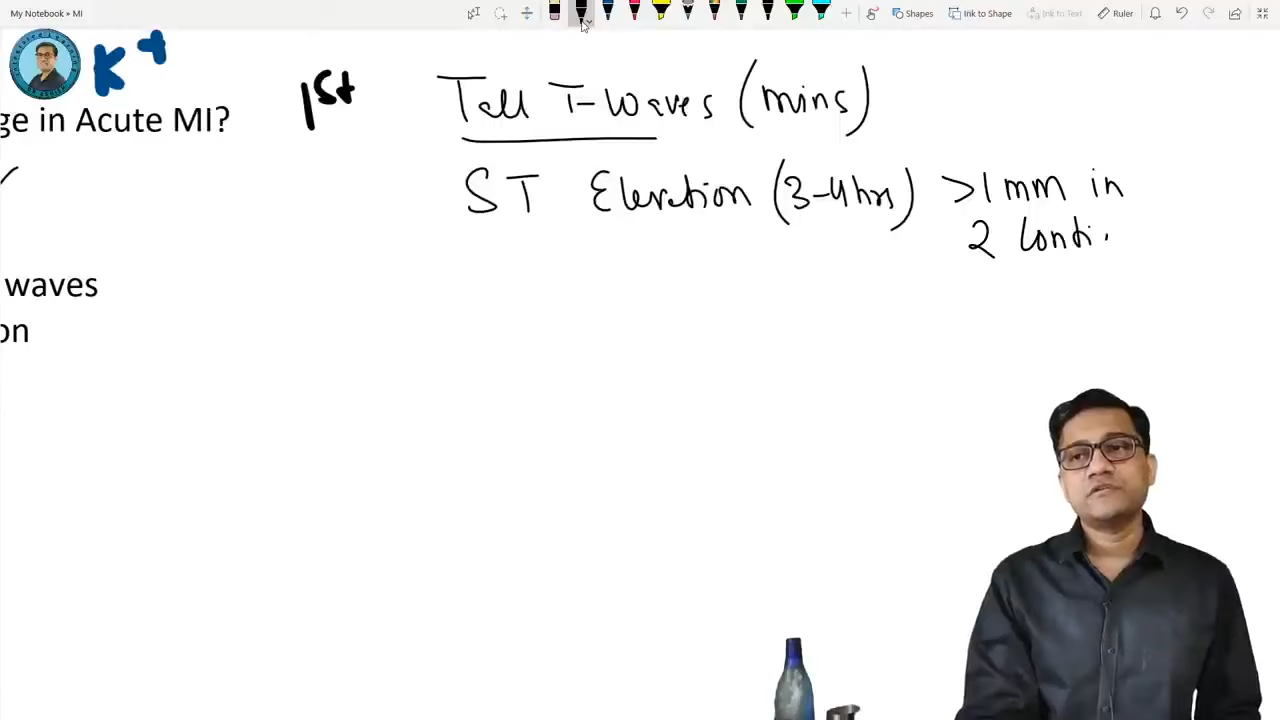 My Notebook » MI
Shapes
Ink to Shape
Ink to Text
Ruler
K+
ge in Acute MI?
1st
Tall T-waves (mins)
ST Elevation (3-4hrs) >1mm in
2 Conti.
waves
on